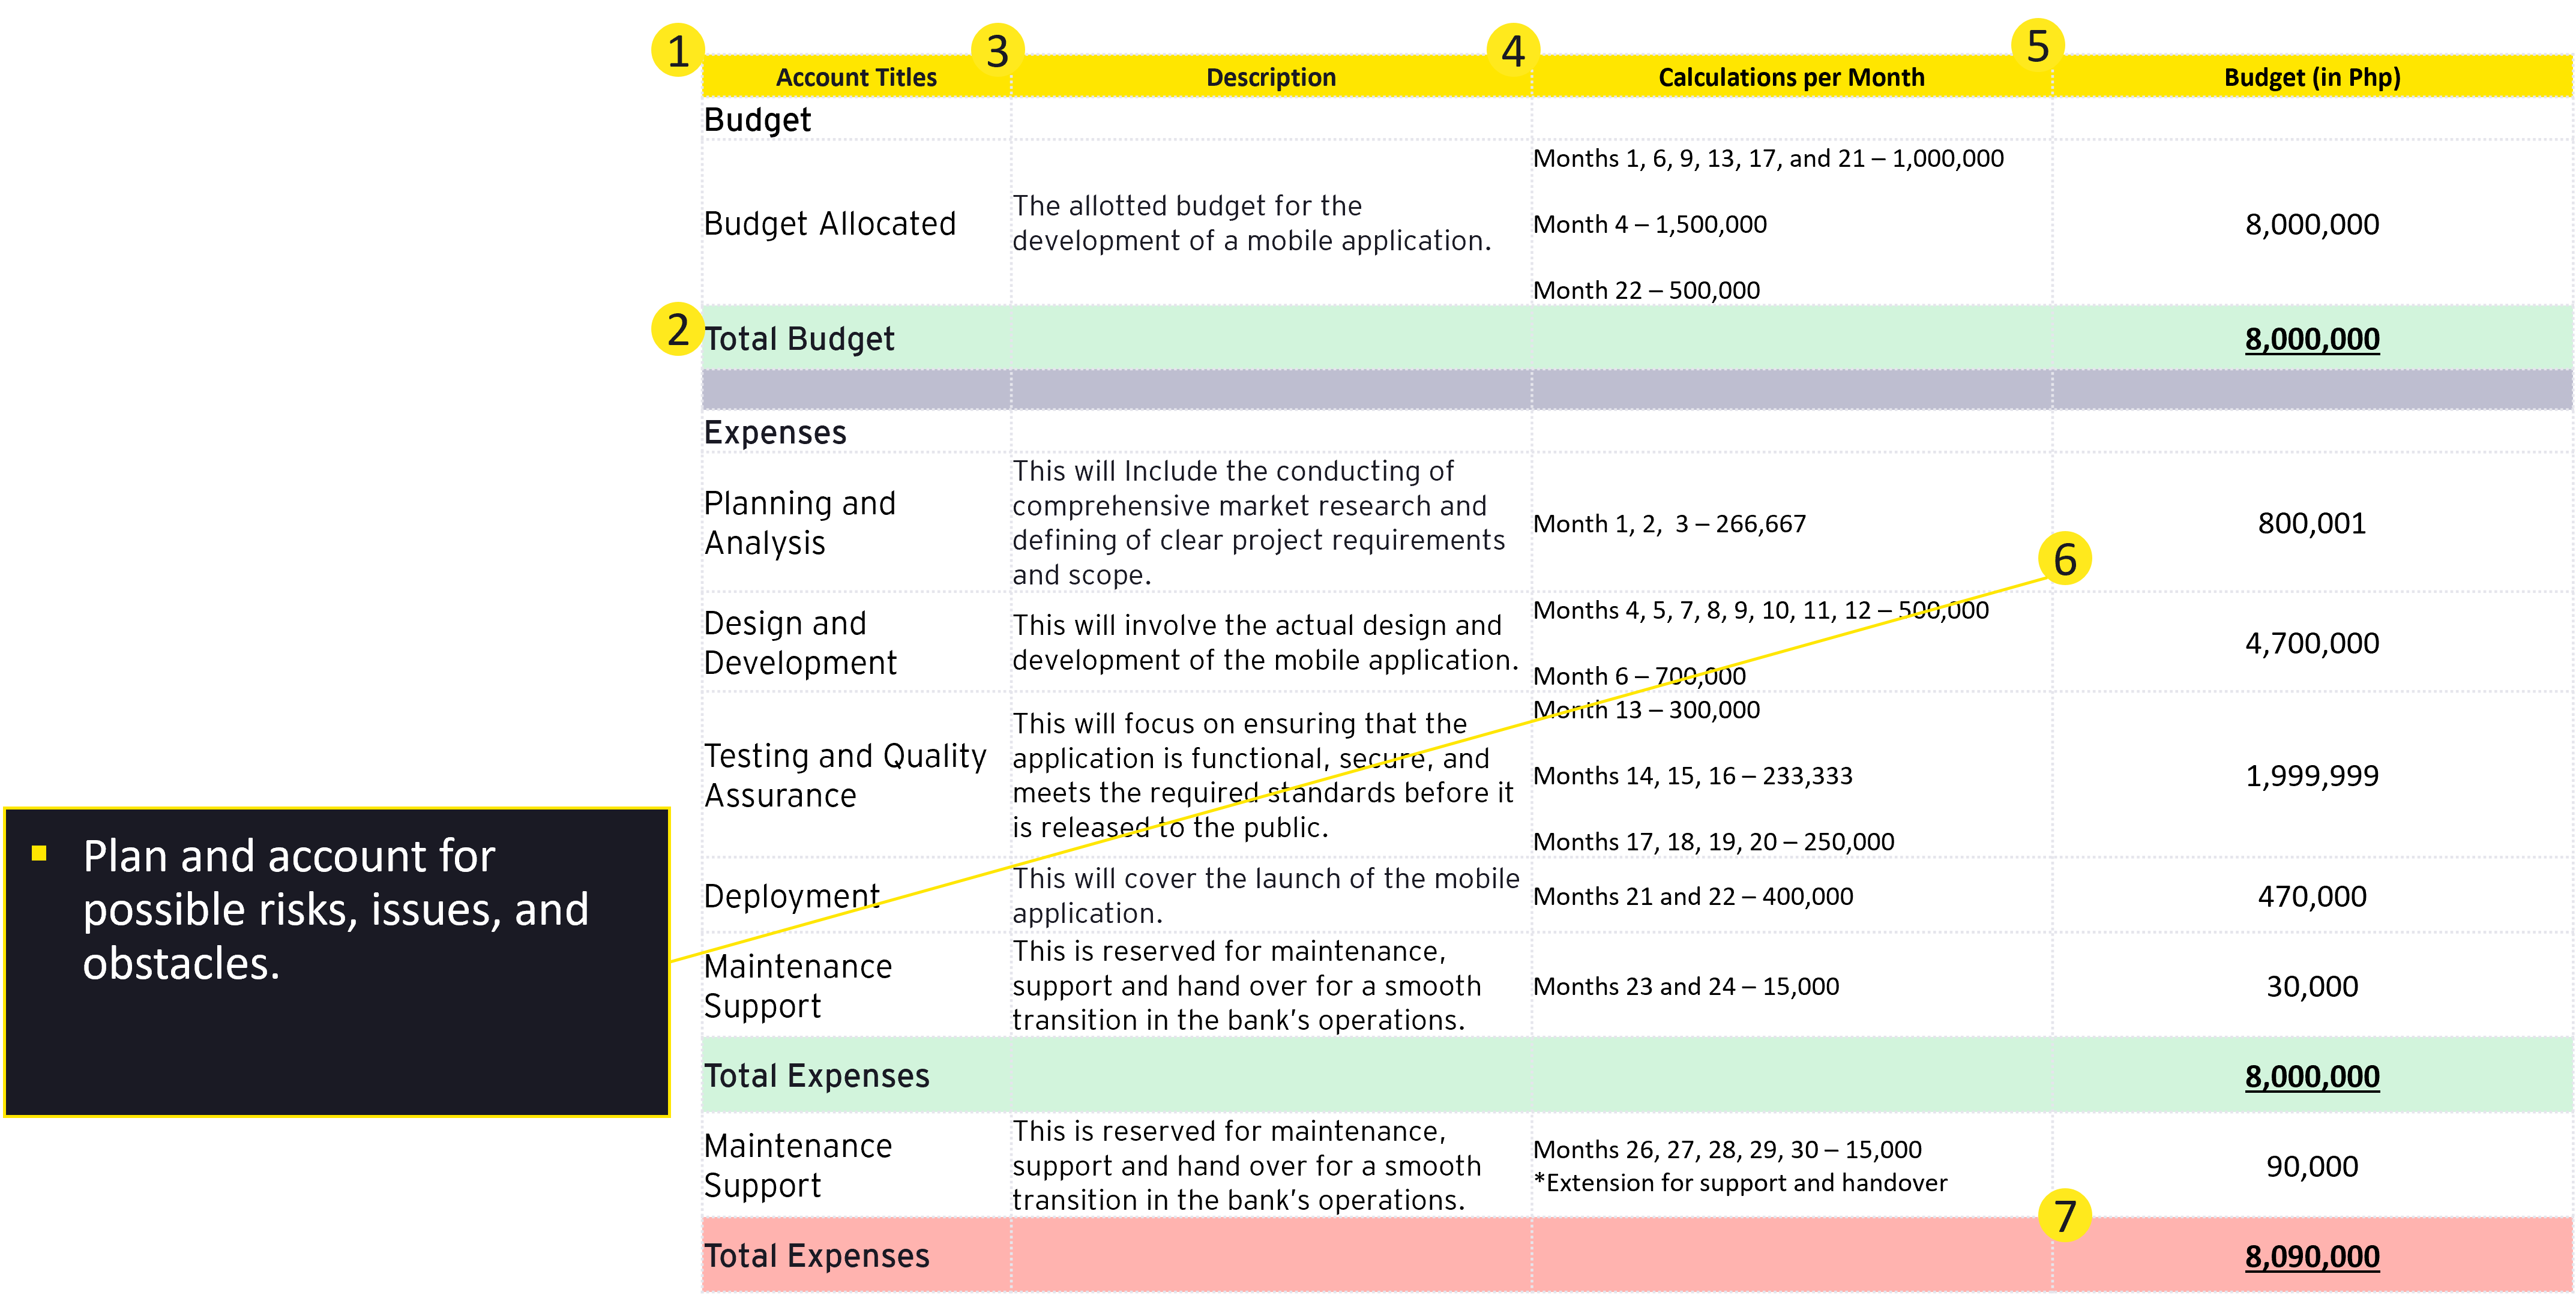 1
3
4
5
Account Titles
Description
Calculations per Month
Budget (in Php)
Budget
Budget Allocated
The allotted budget for the
development of a mobile application.
Months 1, 6, 9, 13, 17, and 21 – 1,000,000
Month 4 – 1,500,000
Month 22 – 500,000
8,000,000
2
Total Budget
8,000,000
Expenses
Planning and
Analysis
This will Include the conducting of
comprehensive market research and
defining of clear project requirements
and scope.
Month 1, 2,  3 – 266,667
800,001
6
Design and
Development
This will involve the actual design and
development of the mobile application.
Months 4, 5, 7, 8, 9, 10, 11, 12 – 500,000
Month 6 – 700,000
4,700,000
Testing and Quality
Assurance
This will focus on ensuring that the
application is functional, secure, and
meets the required standards before it
is released to the public.
Month 13 – 300,000
Months 14, 15, 16 – 233,333
Months 17, 18, 19, 20 – 250,000
1,999,999
Deployment
This will cover the launch of the mobile
application.
Months 21 and 22 – 400,000
470,000
Maintenance
Support
This is reserved for maintenance,
support and hand over for a smooth
transition in the bank's operations.
Months 23 and 24 – 15,000
30,000
Total Expenses
8,000,000
Maintenance
Support
This is reserved for maintenance,
support and hand over for a smooth
transition in the bank's operations.
Months 26, 27, 28, 29, 30 – 15,000
*Extension for support and handover
90,000
7
Total Expenses
8,090,000
▪ Plan and account for
possible risks, issues, and
obstacles.